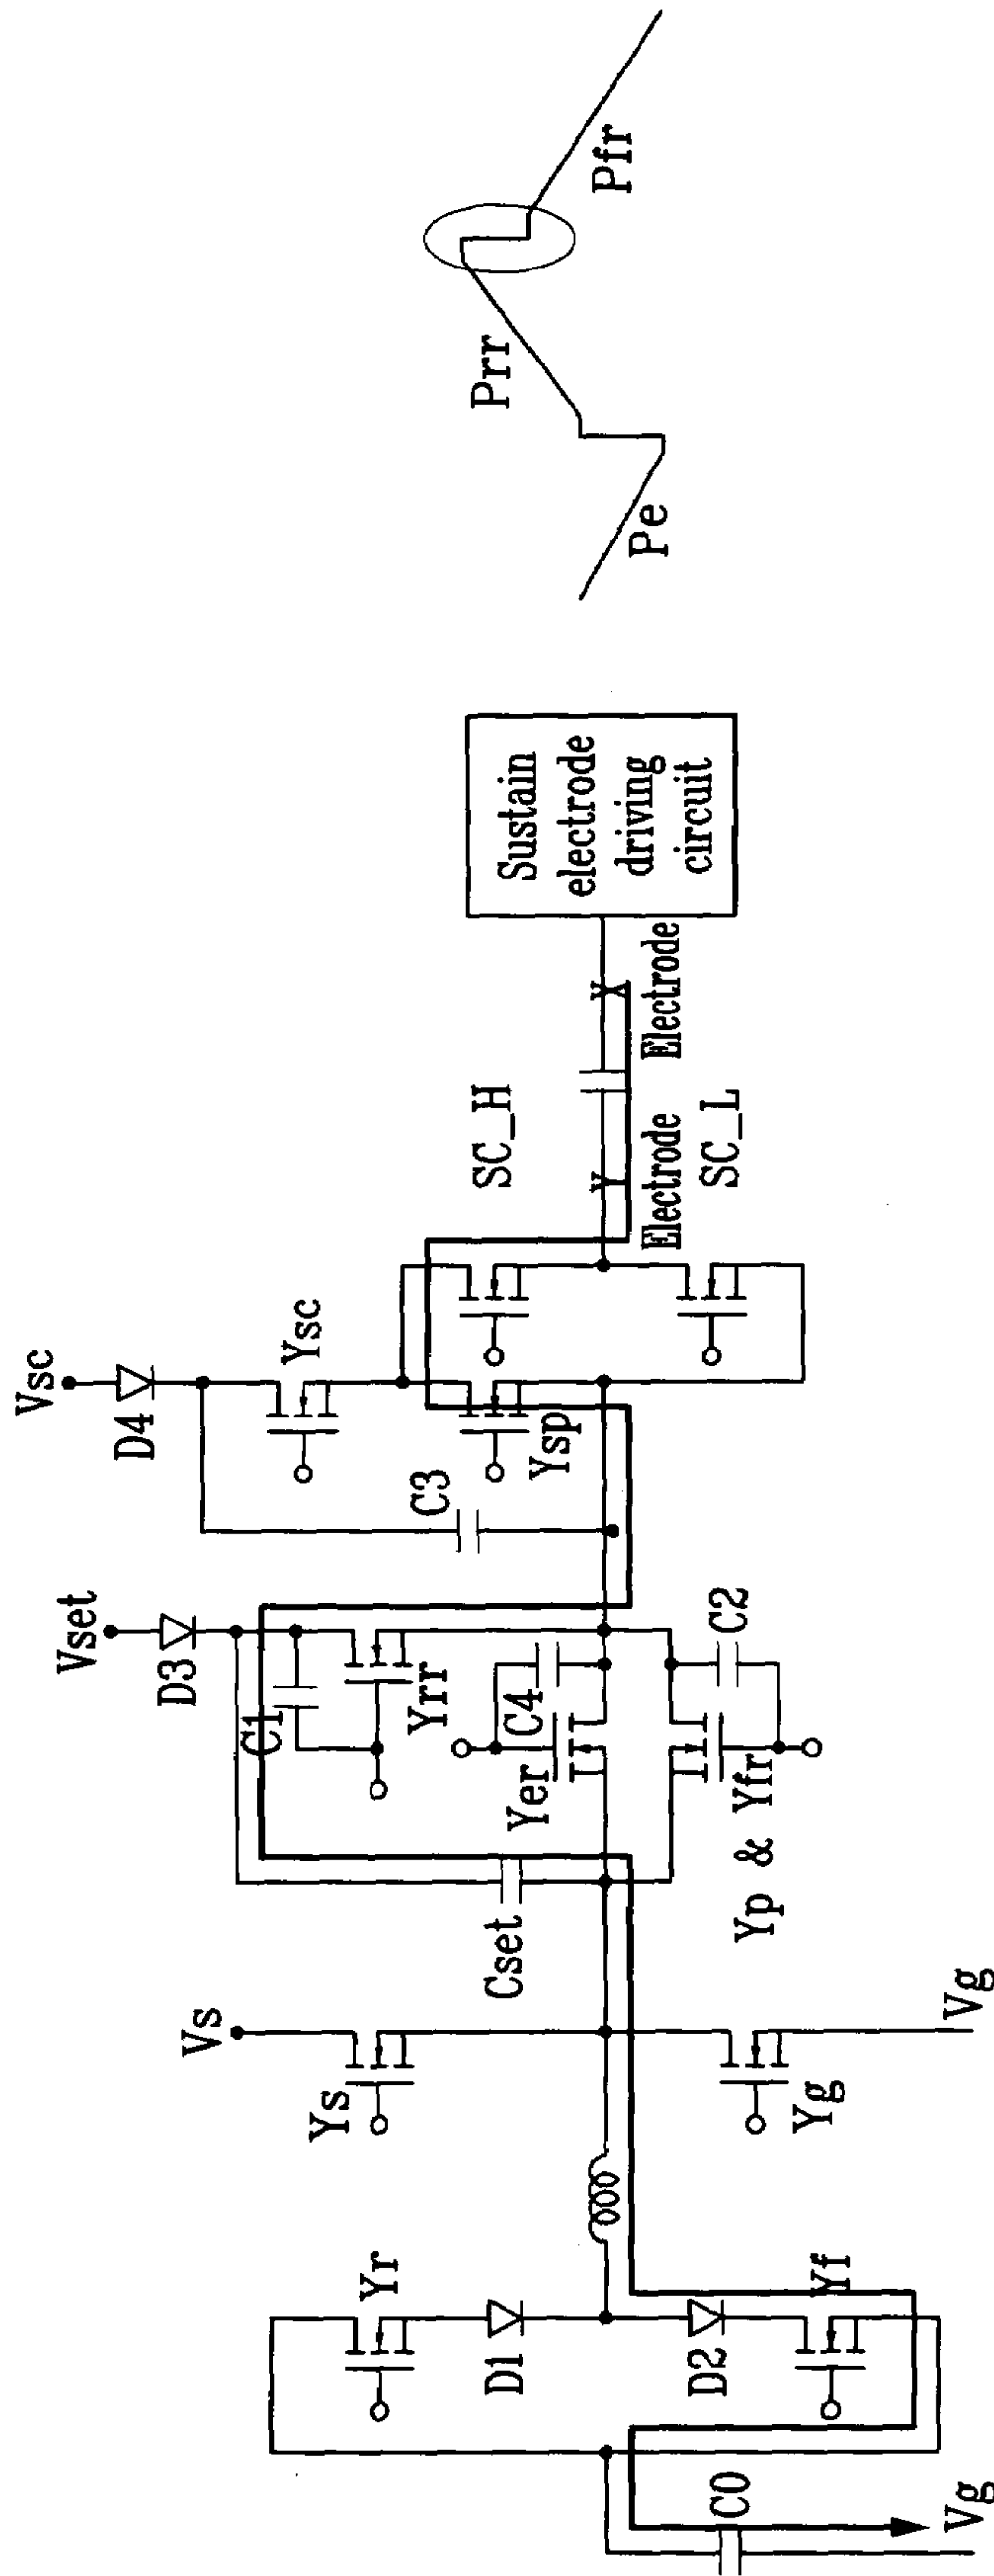 Vsc
D4
Ysc
C3
Ysp
SC_H
SC_L
Y
Electrode
X
Electrode
Sustain
electrode
driving
circuit
Vset
D3
C1
Yrr
C4
Yer
C2
Yp & Yfr
Cset
Vs
Ys
Yg
Vg
Yr
D1
D2
Yf
C0
Vg
Pe
Prr
Pfr